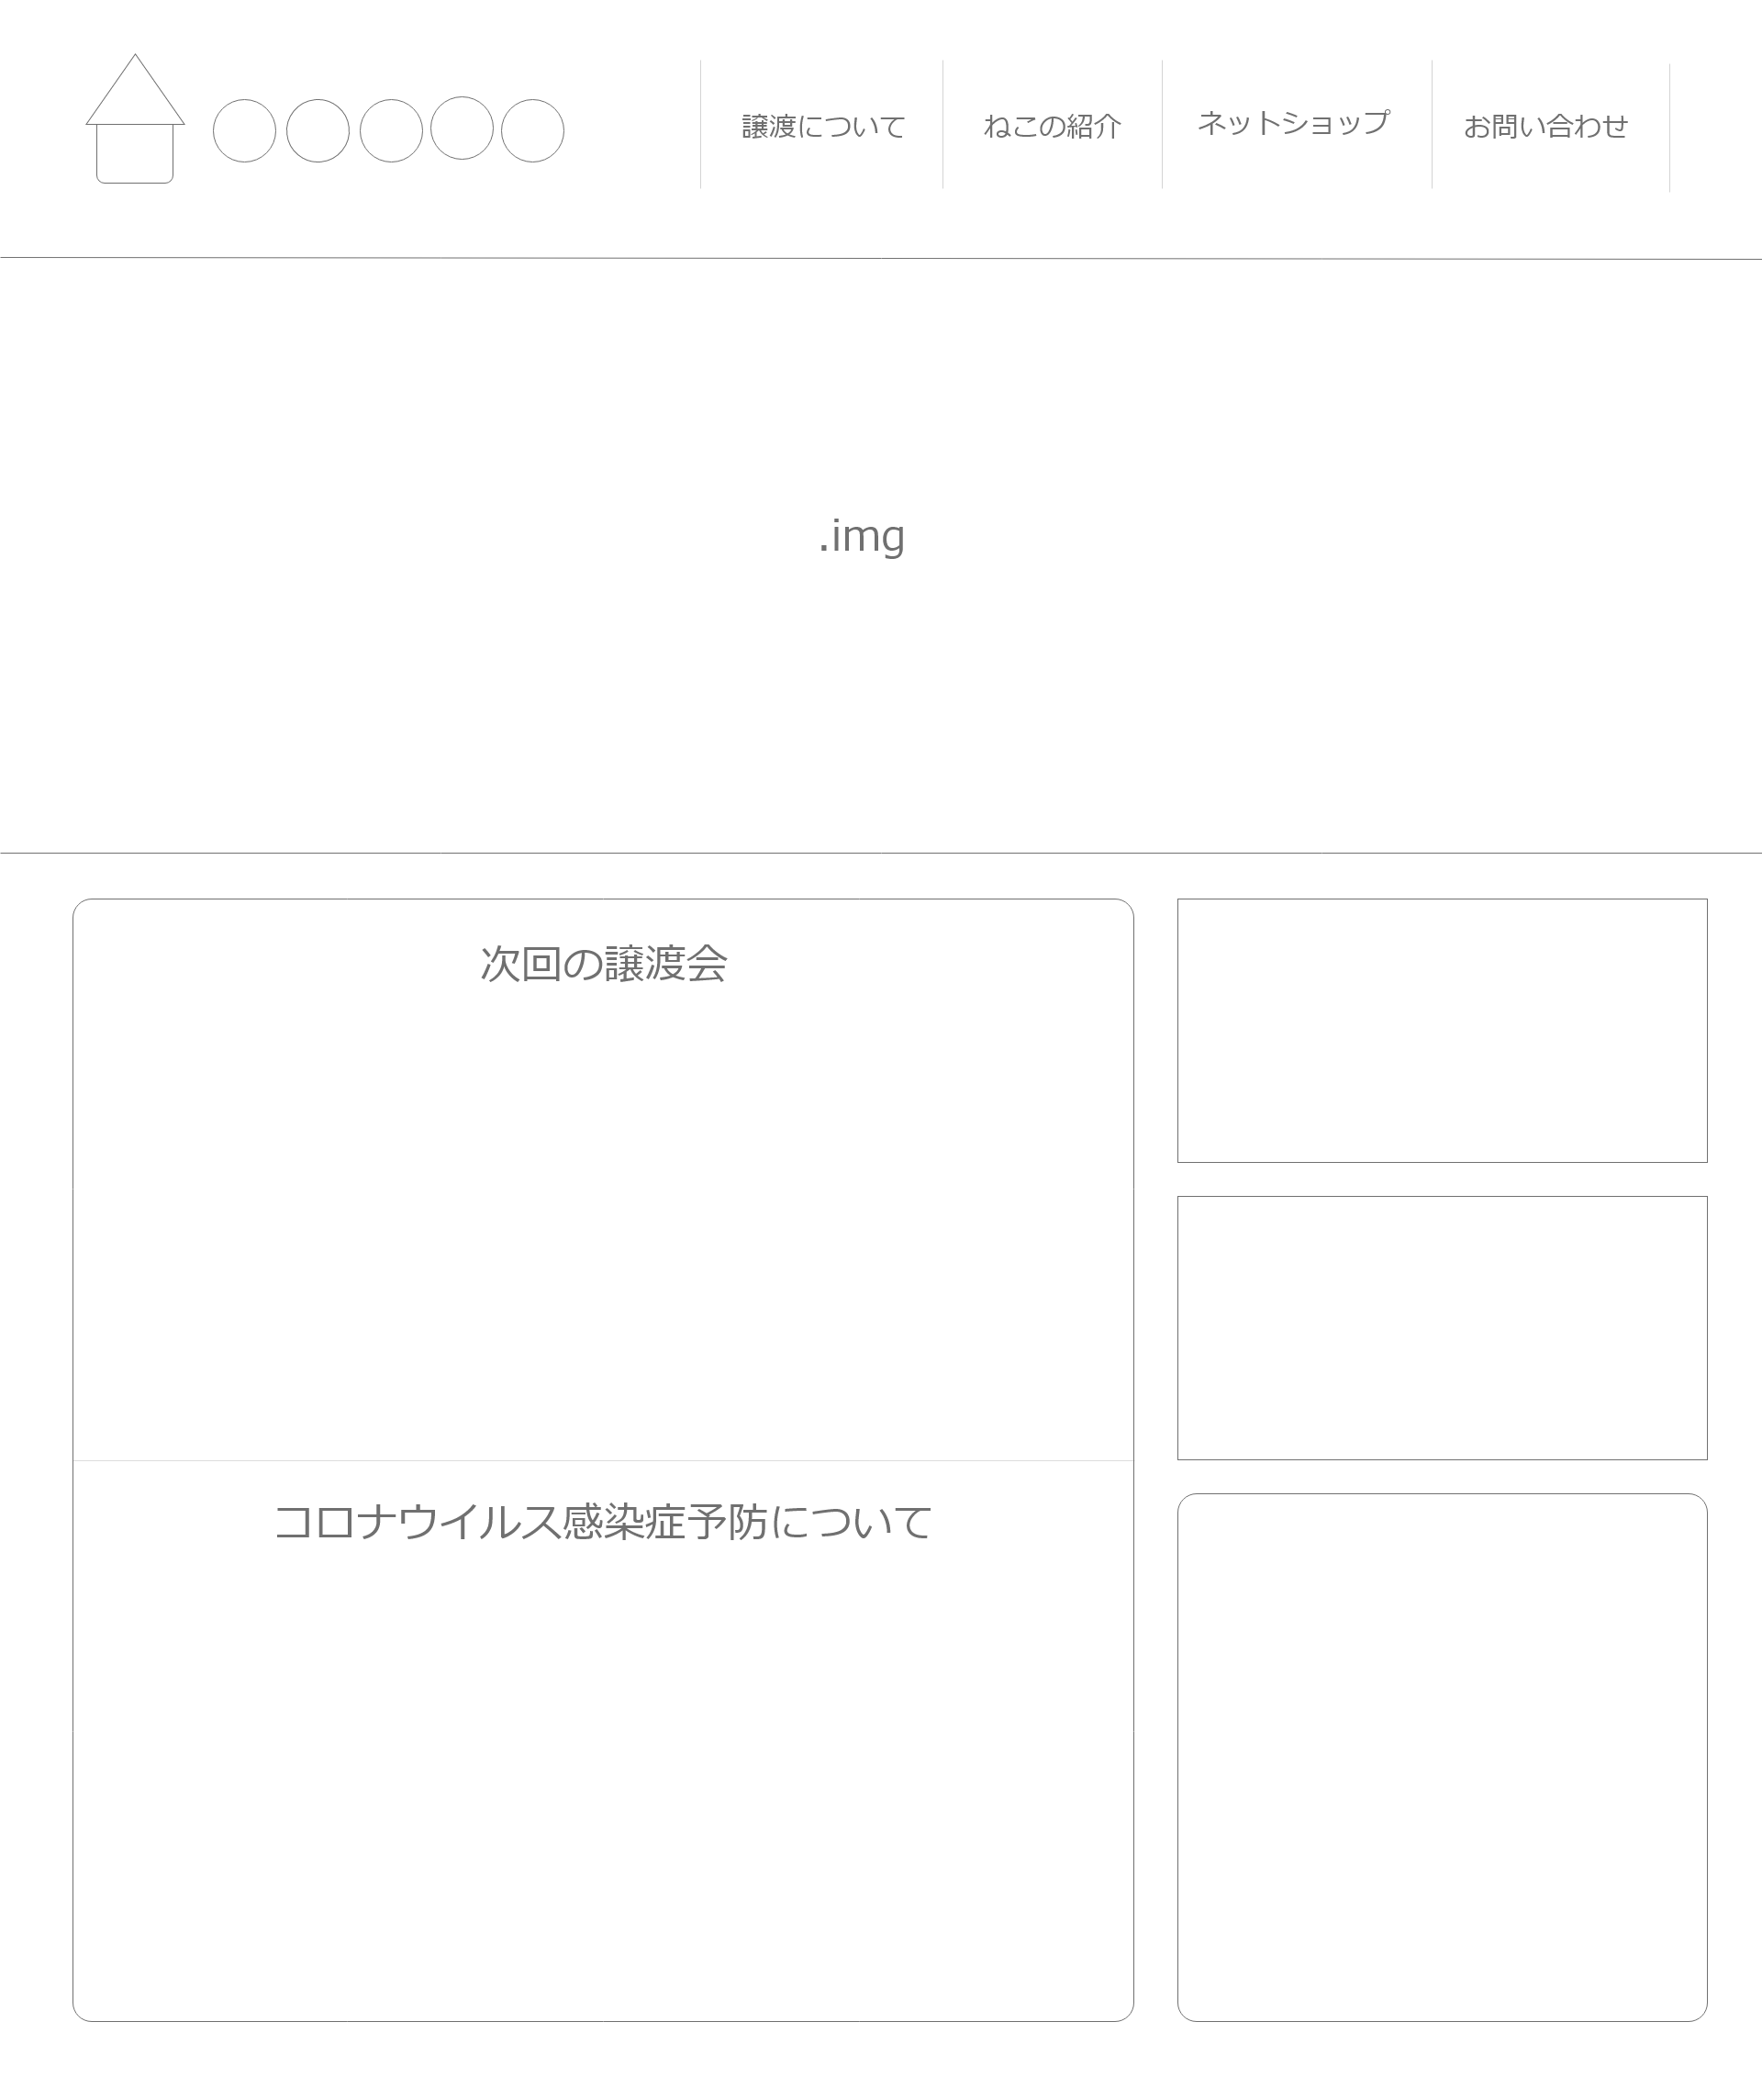 譲渡について
ねこの紹介
ネットショップ
お問い合わせ
.img
次回の譲渡会
コロナウイルス感染症予防について